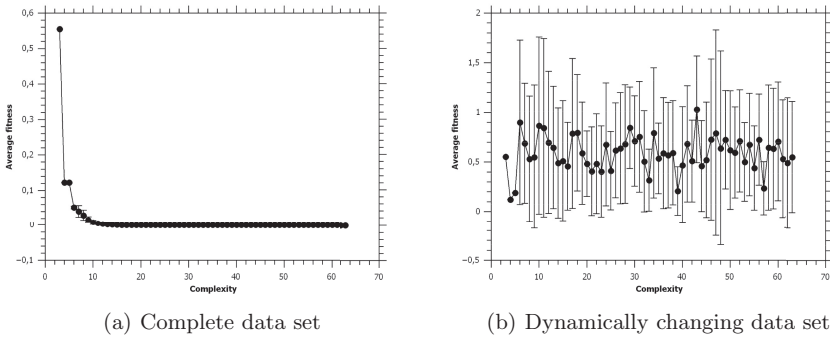 0,6
0,5
0,4
0,3
0,2
0,1
0
−0,1
Average fitness
0 10 20 30 40 50 60 70
Complexity
(a) Complete data set
2
1,5
1
0,5
0
−0,5
Average fitness
0 10 20 30 40 50 60 70
Complexity
(b) Dynamically changing data set